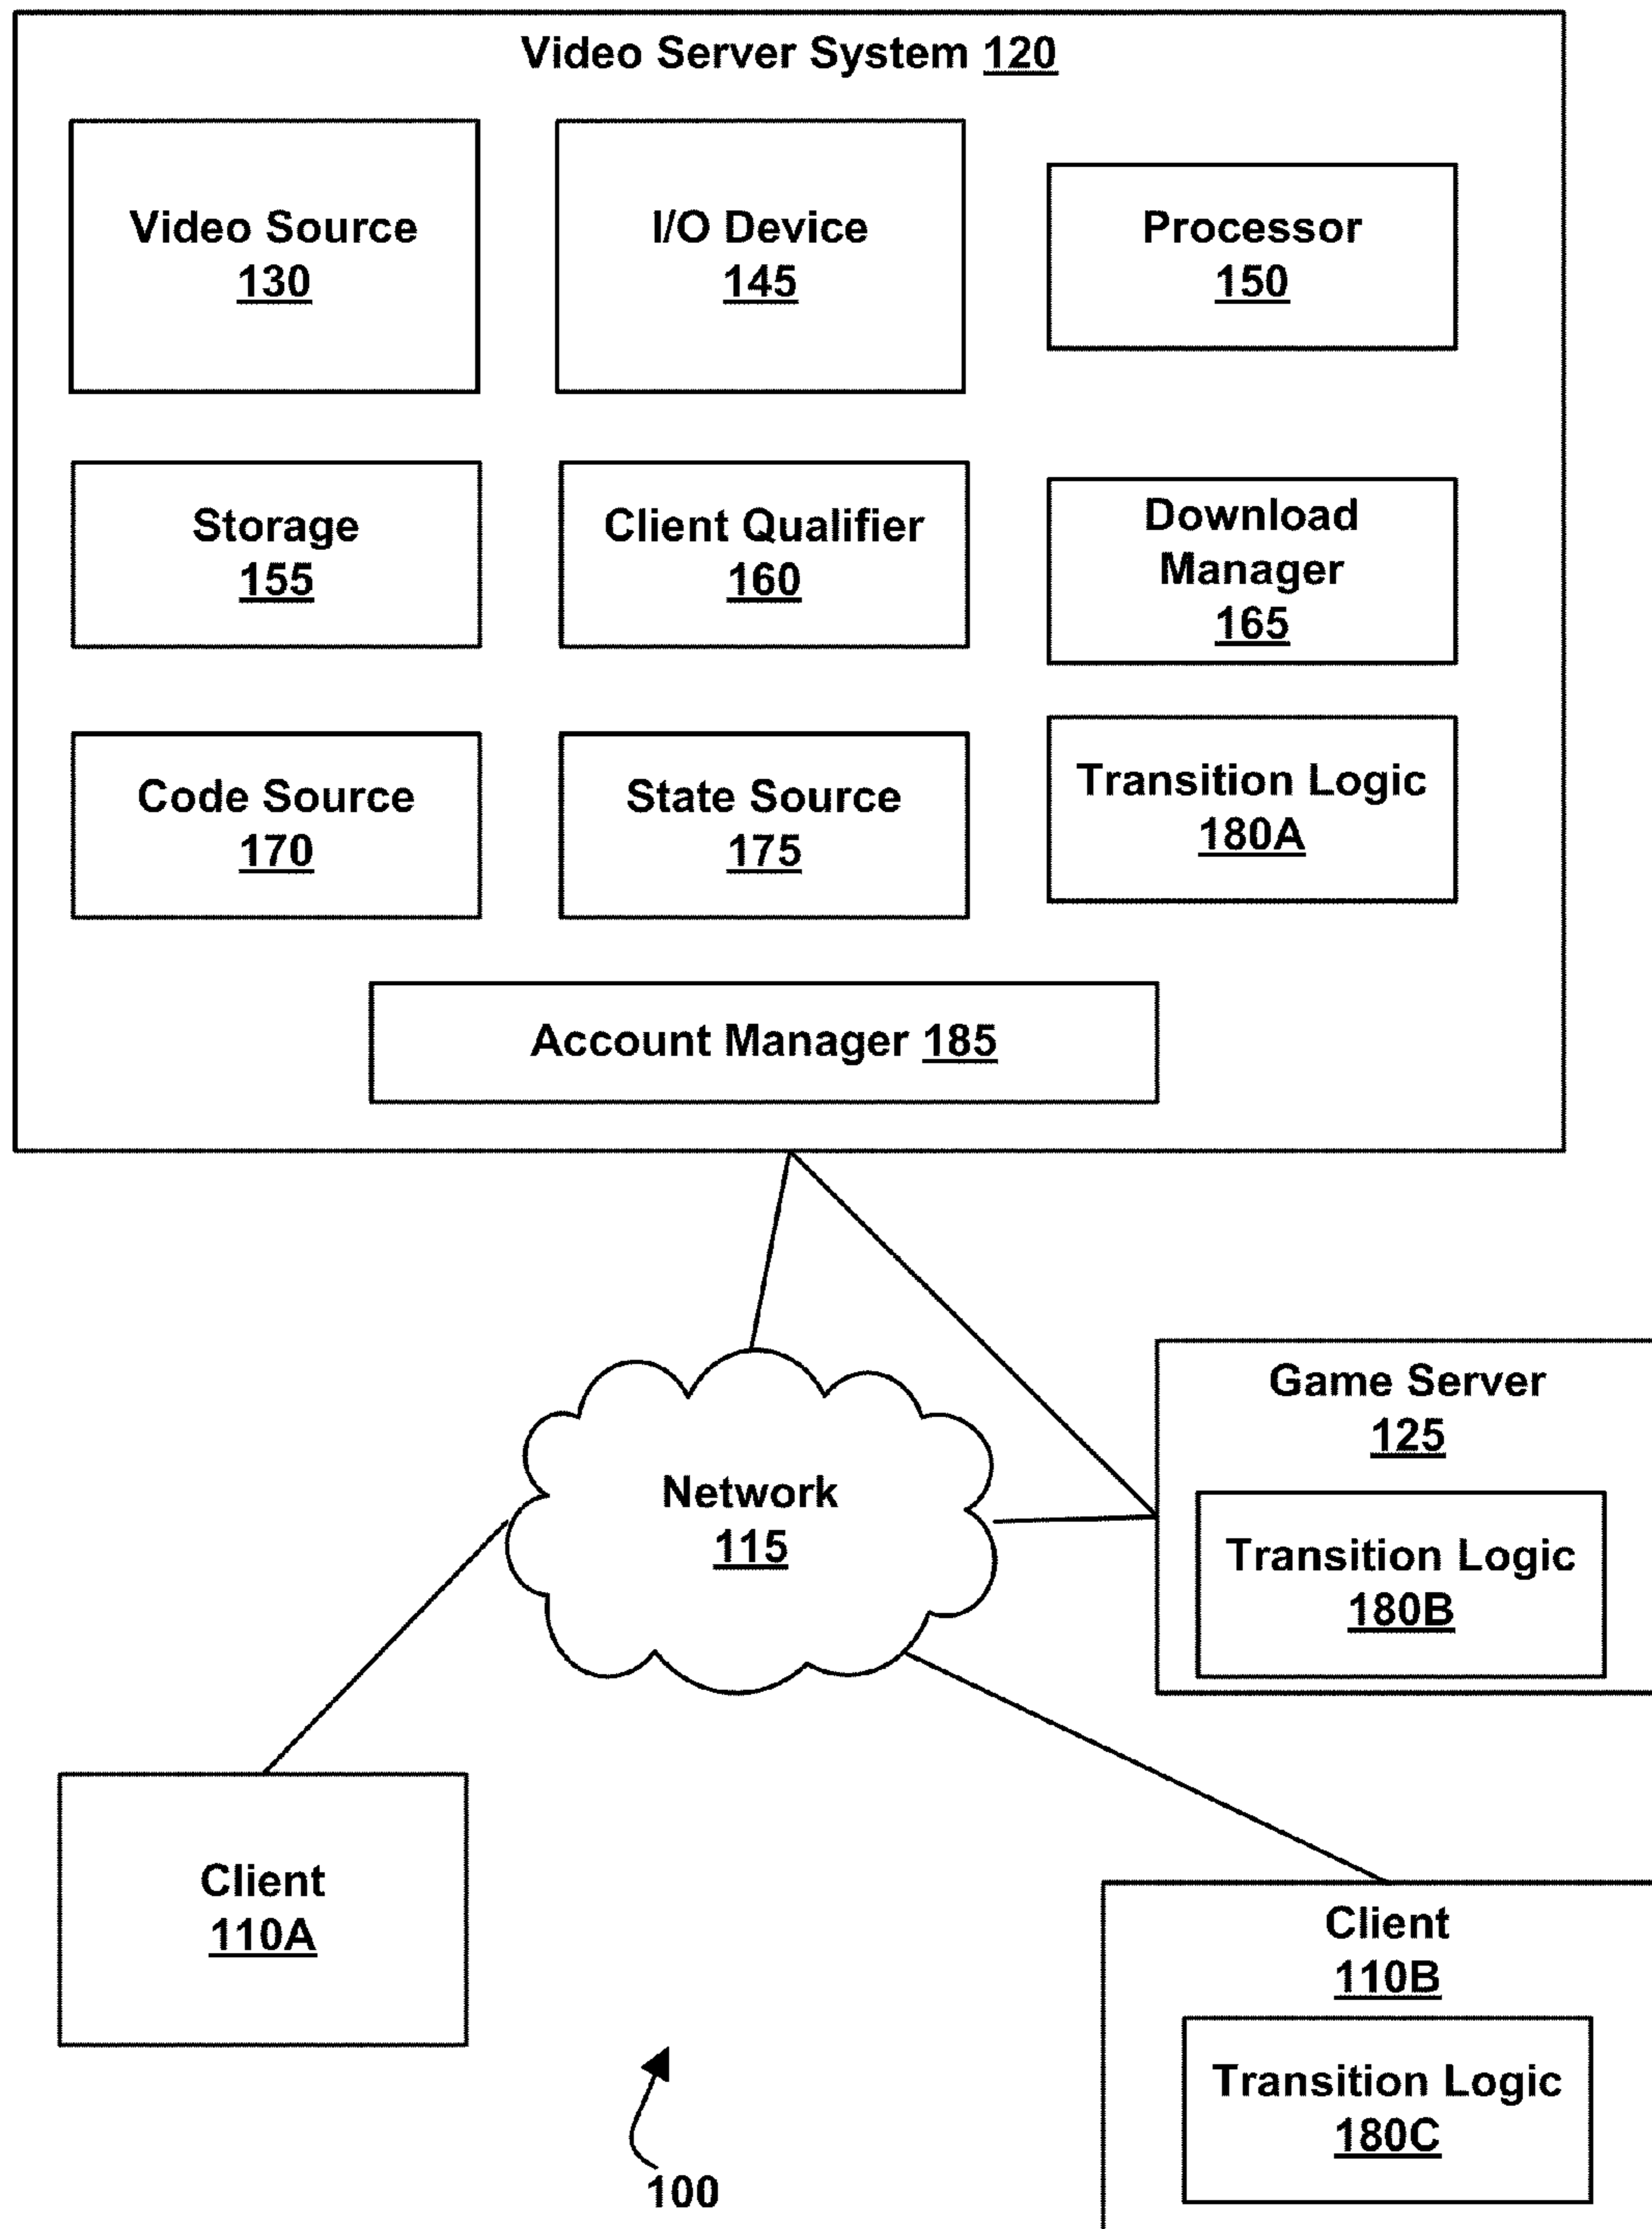 Video Server System 120
Video Source
130
I/O Device
145
Processor
150
Storage
155
Client Qualifier
160
Download
Manager
165
Code Source
170
State Source
175
Transition Logic
180A
Account Manager 185
Game Server
125
Transition Logic
180B
Network
115
Client
110A
Client
110B
Transition Logic
180C
100